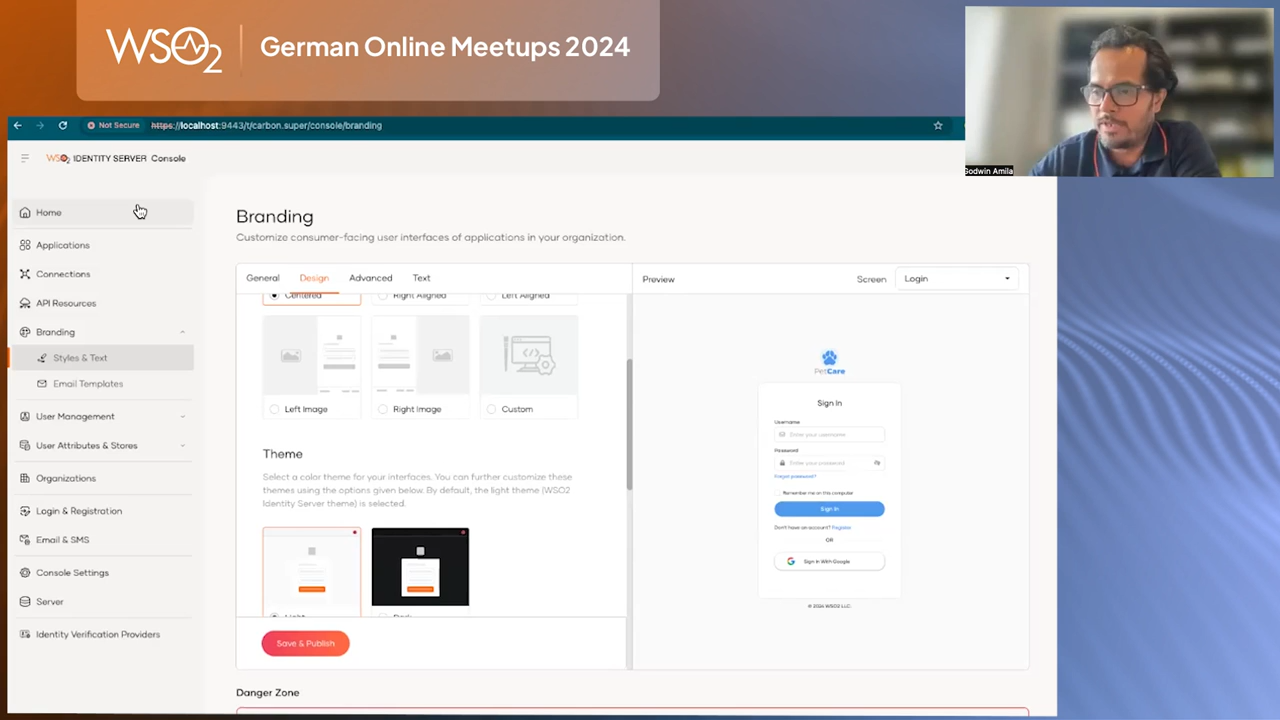 WSO2
German Online Meetups 2024
Godwin Amila
Not Secure
https://localhost:9443/t/carbon.super/console/branding
WSO2 IDENTITY SERVER Console
Home
Applications
Connections
API Resources
Branding
Styles & Text
Email Templates
User Management
User Attributes & Stores
Organizations
Login & Registration
Email & SMS
Console Settings
Server
Identity Verification Providers
Branding
Customize consumer-facing user interfaces of applications in your organization.
General Design Advanced Text
Centered Right Aligned Left Aligned
Left Image Right Image Custom
Theme
Select a color theme for your interfaces. You can further customize these
themes using the options given below. By default, the light theme (WSO2
Identity Server theme) is selected.
Light Dark
Save & Publish
Preview
Screen Login
PetCare
Sign In
Username
Enter your username
Password
Enter your password
Forgot password?
Remember me on this computer
Sign In
Don't have an account? Register
OR
Sign In With Google
© 2024 WSO2 LLC.
Danger Zone